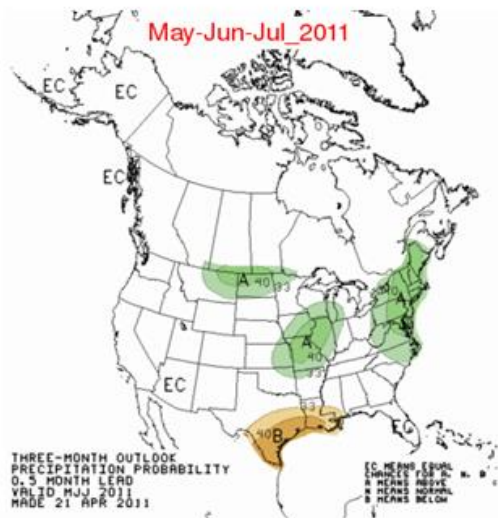 May-Jun-Jul_2011
EC
EC
EC
A 40 33
40
A
A
40
33
EC
33
40 B
EC
THREE-MONTH OUTLOOK
PRECIPITATION PROBABILITY
0.5 MONTH LEAD
VALID MJJ 2011
MADE 21 APR 2011
EC MEANS EQUAL
CHANCES FOR A, N, B
A MEANS ABOVE
N MEANS NORMAL
B MEANS BELOW